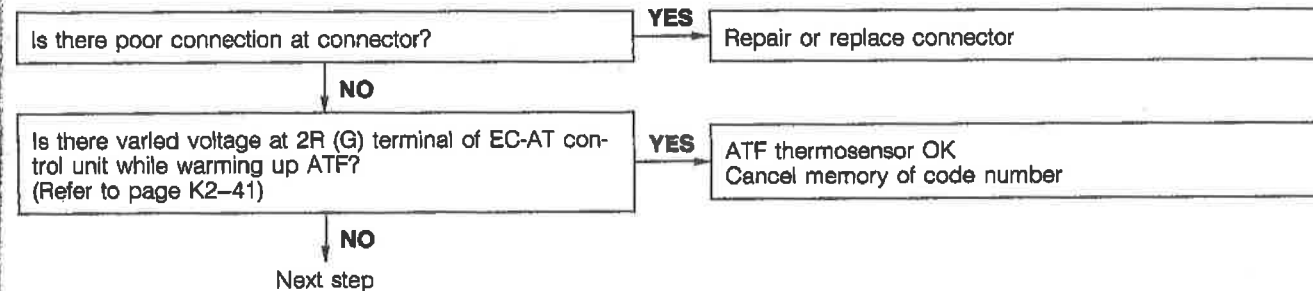 Is there poor connection at connector?
YES
Repair or replace connector
NO
Is there varied voltage at 2R (G) terminal of EC-AT con-
trol unit while warming up ATF?
(Refer to page K2–41)
YES
ATF thermosensor OK
Cancel memory of code number
NO
Next step